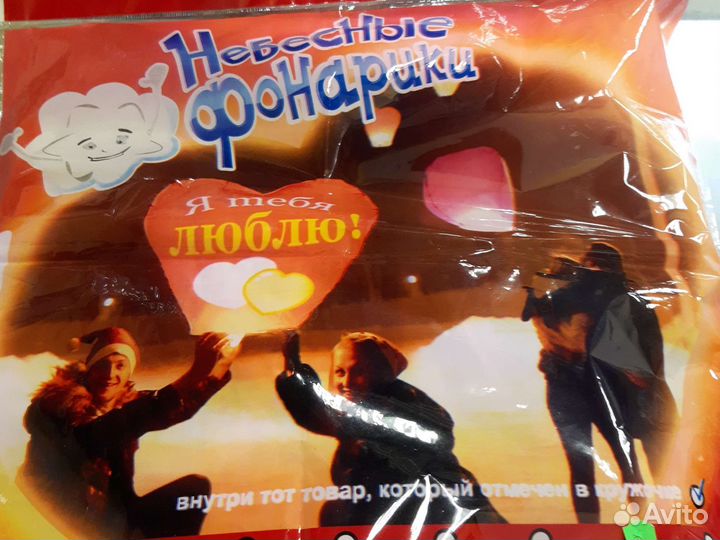 Небесные
фонарики
Я тебя
ЛЮБЛЮ!
внутри тот товар, который отмечен в кружочке
Avito